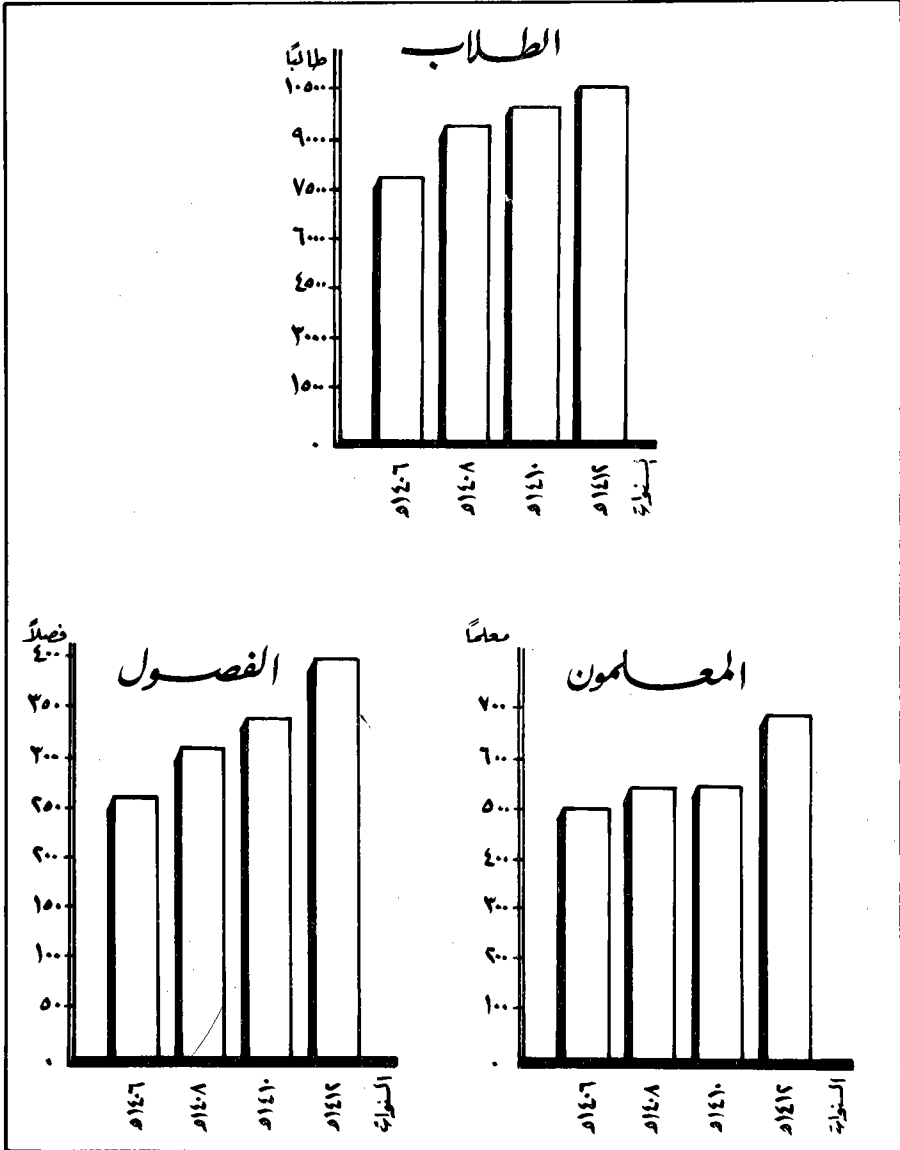 الطلاب
طالبًا
١٠٥٠٠
٩٠٠٠
٧٥٠٠
٦٠٠٠
٤٥٠٠
٣٠٠٠
١٥٠٠
٠
١٤٠٦هـ
١٤٠٨هـ
١٤١٠هـ
١٤١٢هـ
السنوات
المعلمون
معلمًا
٧٠٠
٦٠٠
٥٠٠
٤٠٠
٣٠٠
٢٠٠
١٠٠
٠
١٤٠٦هـ
١٤٠٨هـ
١٤١٠هـ
١٤١٢هـ
السنوات
الفصول
فصلاً
٤٠٠
٣٥٠
٣٠٠
٢٥٠
٢٠٠
١٥٠
١٠٠
٥٠
٠
١٤٠٦هـ
١٤٠٨هـ
١٤١٠هـ
١٤١٢هـ
السنوات